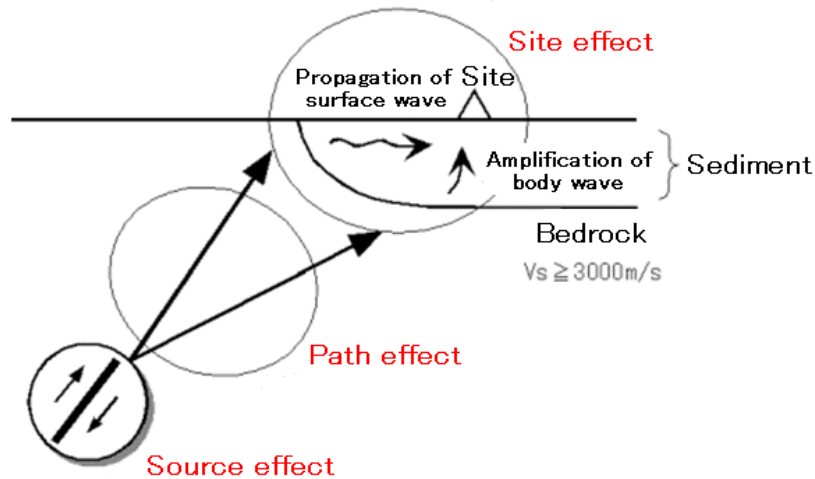 Site effect
Propagation of Site
surface wave
Amplification of
body wave
Sediment
Bedrock
Vs≧3000m/s
Path effect
Source effect